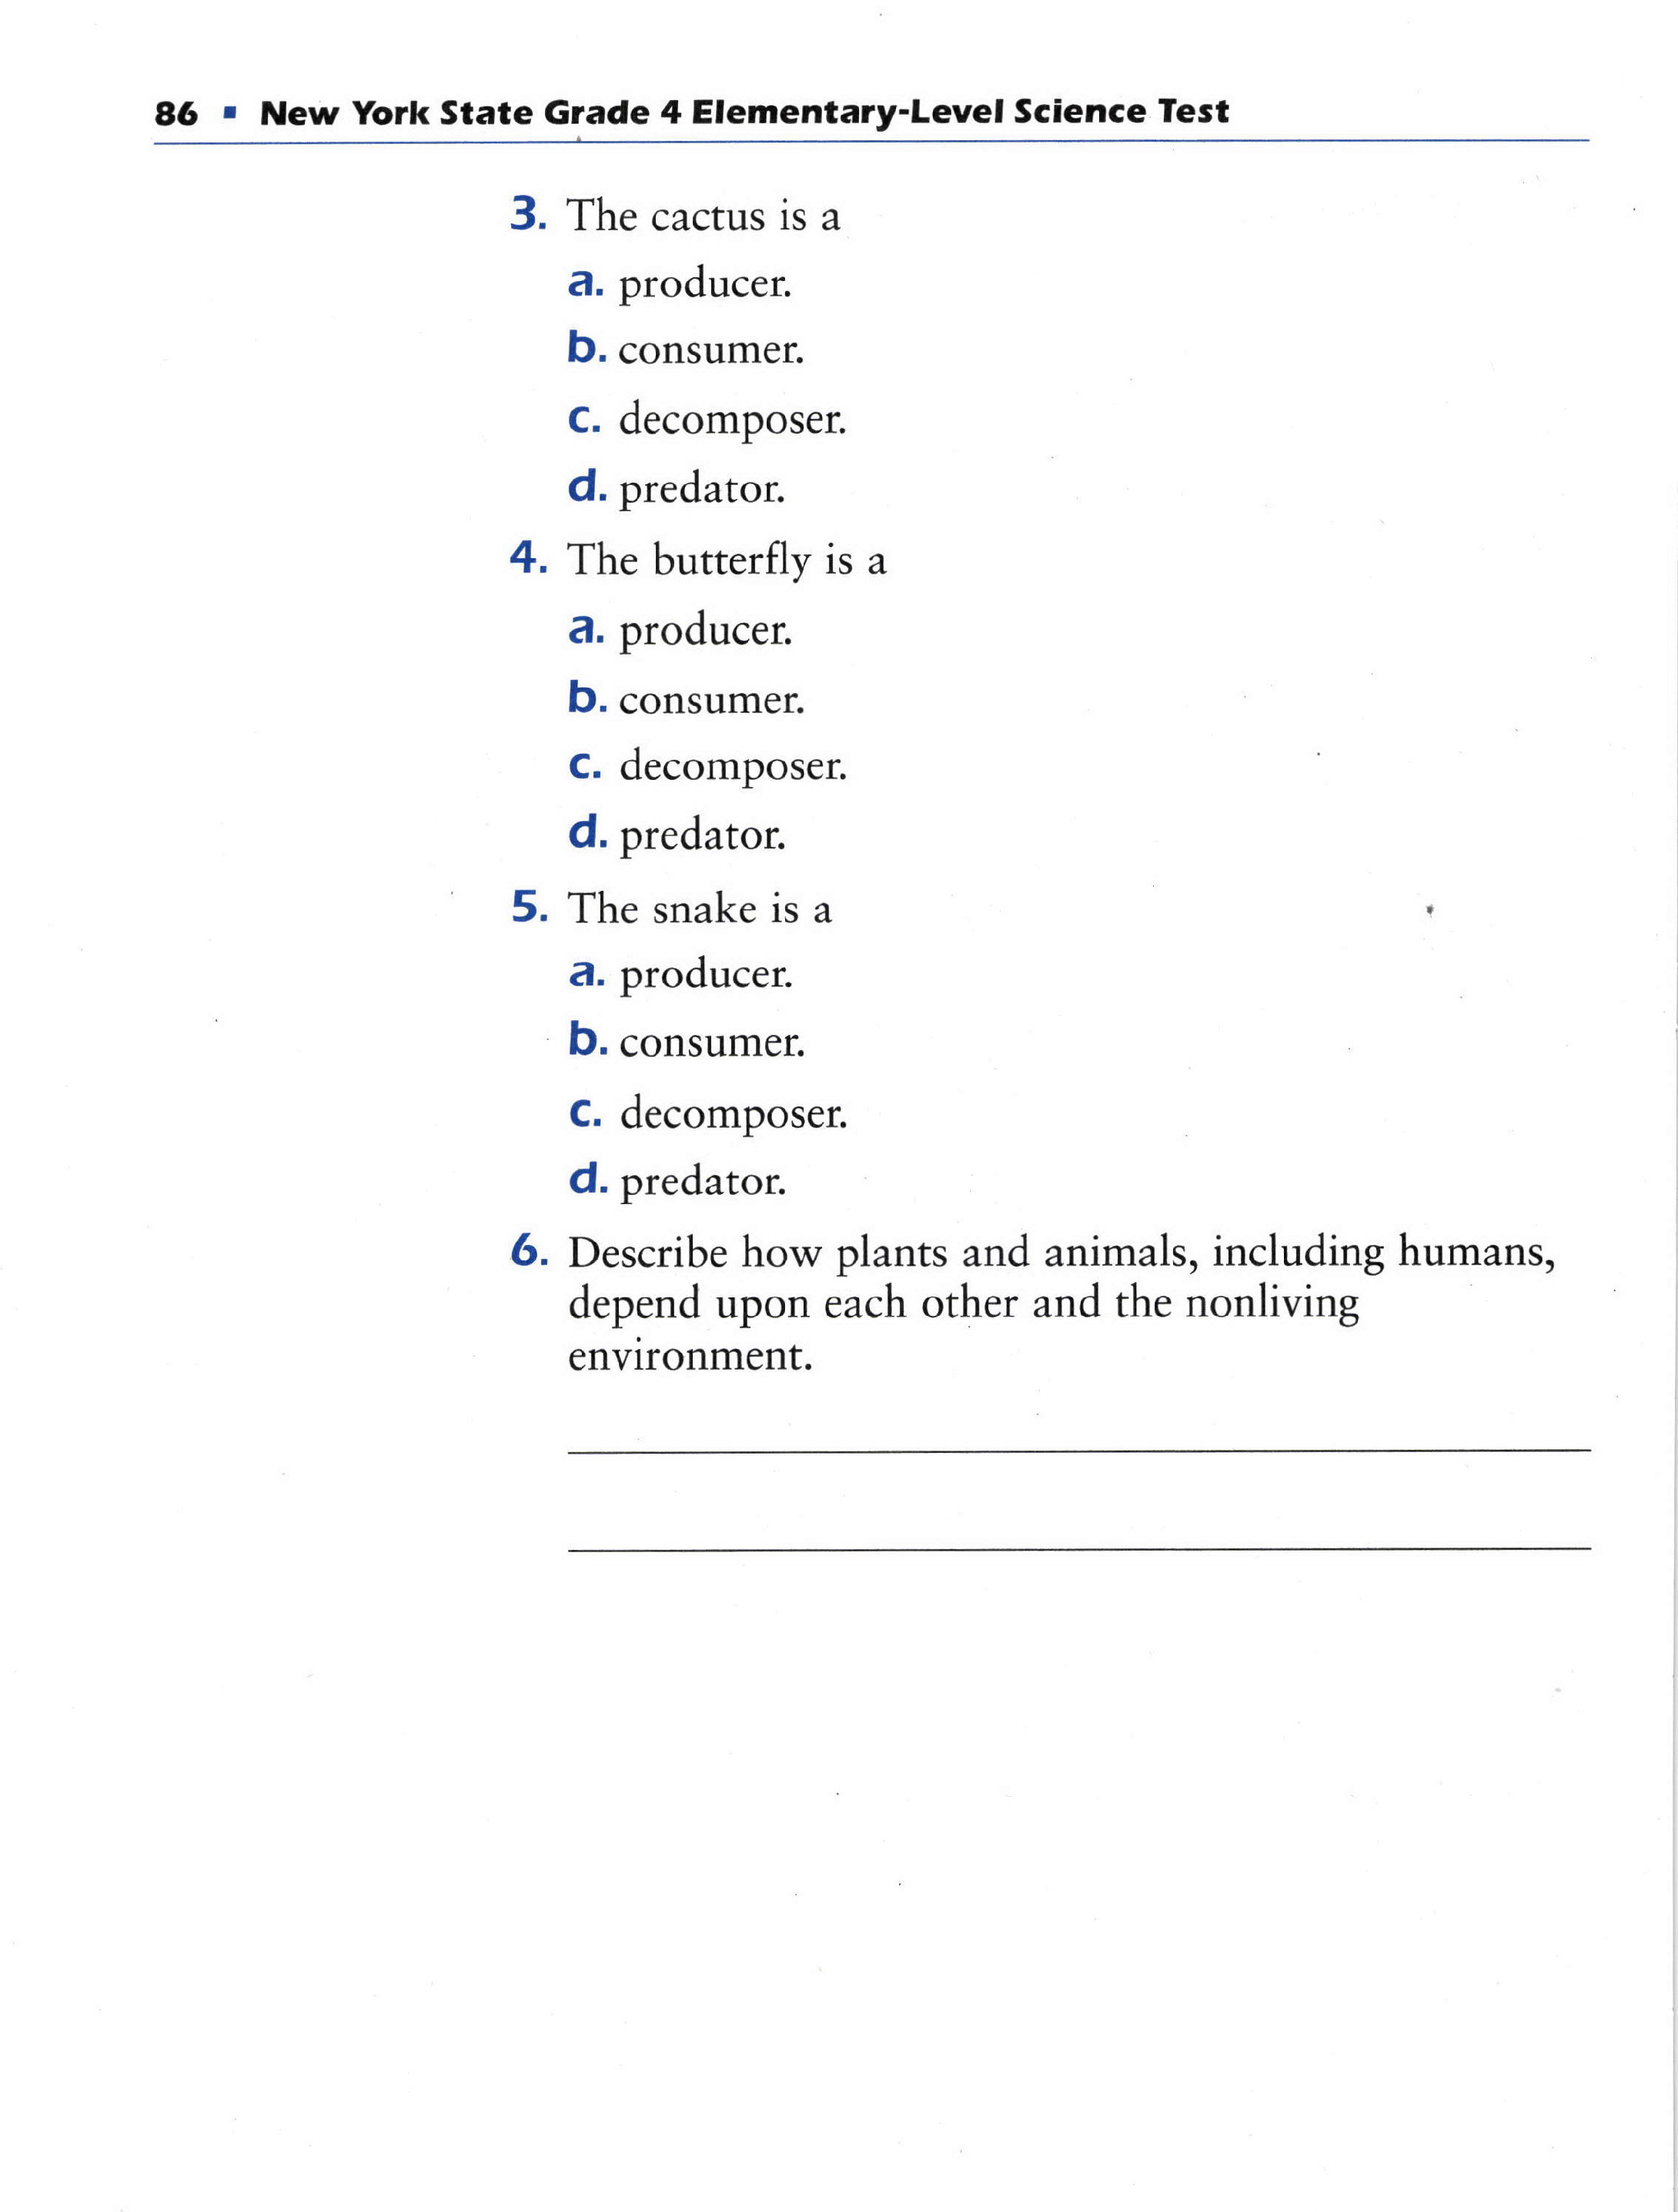 86 ▪ New York State Grade 4 Elementary-Level Science Test
3. The cactus is a
a. producer.
b. consumer.
c. decomposer.
d. predator.
4. The butterfly is a
a. producer.
b. consumer.
c. decomposer.
d. predator.
5. The snake is a
a. producer.
b. consumer.
c. decomposer.
d. predator.
6. Describe how plants and animals, including humans,
depend upon each other and the nonliving
environment.